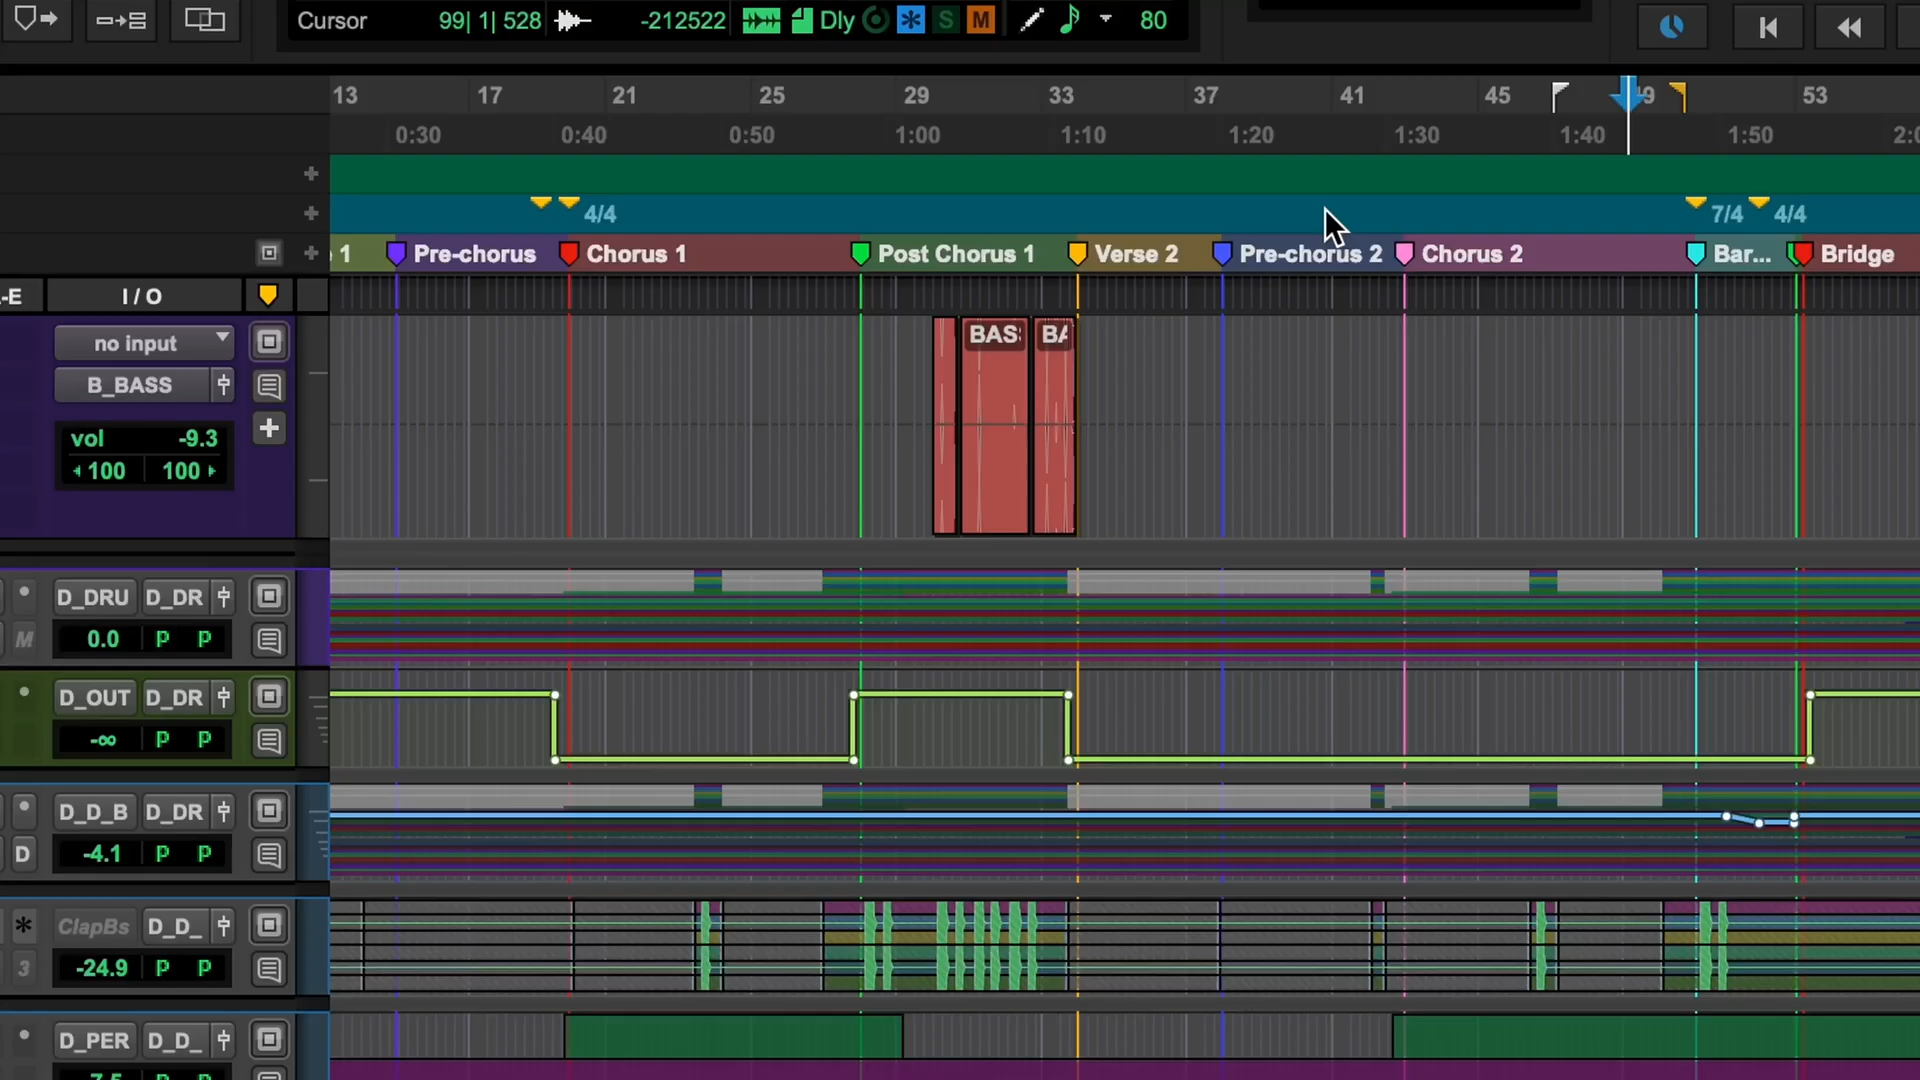 Cursor 99| 1| 528 -212522 Dly S M 80
13 17 21 25 29 33 37 41 45 49 53
0:30 0:40 0:50 1:00 1:10 1:20 1:30 1:40 1:50
4/4 7/4 4/4
1 Pre-chorus Chorus 1 Post Chorus 1 Verse 2 Pre-chorus 2 Chorus 2 Bar... Bridge
-E I / O
no input BAS BA
B_BASS
vol -9.3
100 100
D_DRU D_DR
M 0.0 p p
D_OUT D_DR
-∞ p p
D_D_B D_DR
D -4.1 p p
* ClapBs D_D_
3 -24.9 p p
D_PER D_D_
-7.5